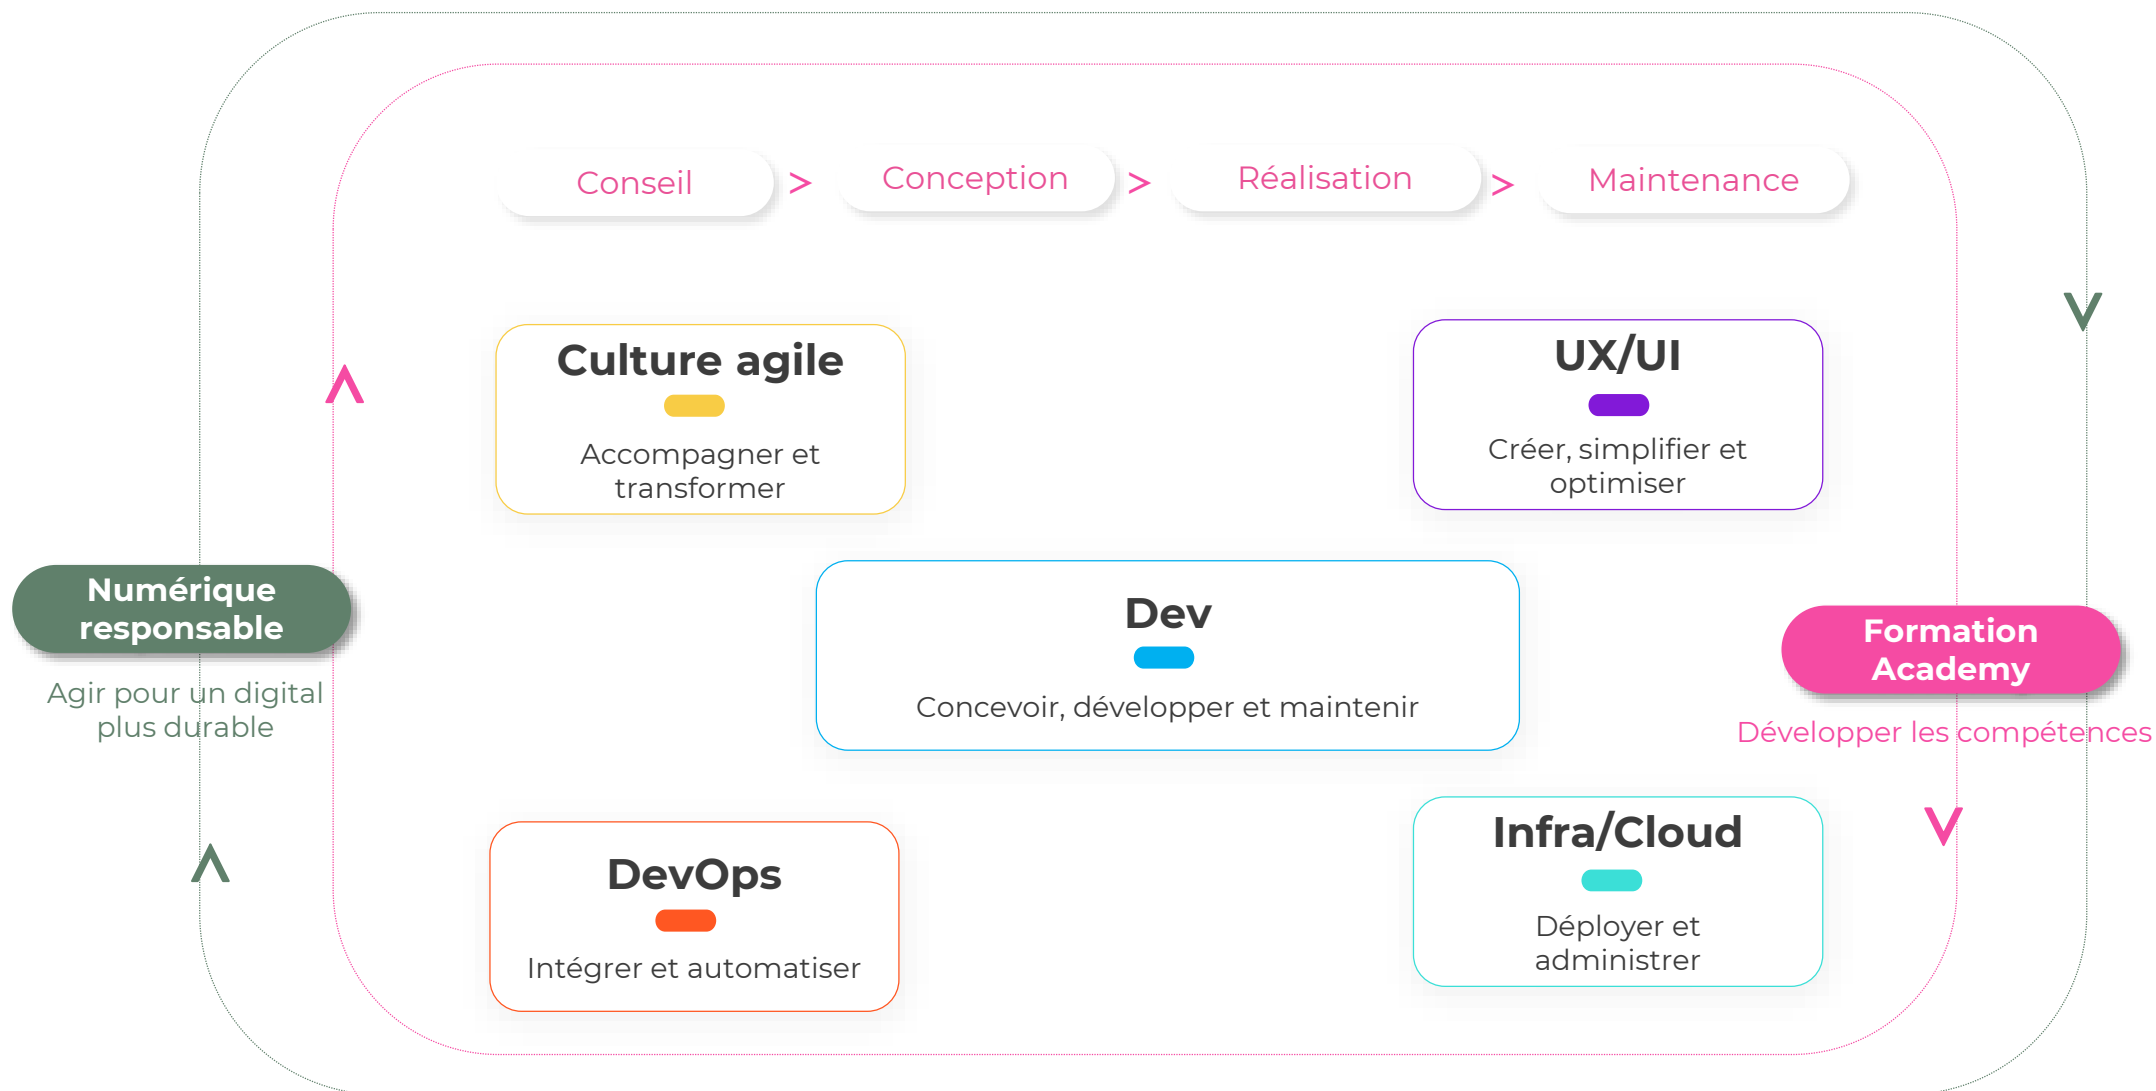 Conseil > Conception > Réalisation > Maintenance
Culture agile
Accompagner et
transformer
UX/UI
Créer, simplifier et
optimiser
Numérique
responsable
Agir pour un digital
plus durable
Dev
Concevoir, développer et maintenir
Formation
Academy
Développer les compétences
DevOps
Intégrer et automatiser
Infra/Cloud
Déployer et
administrer